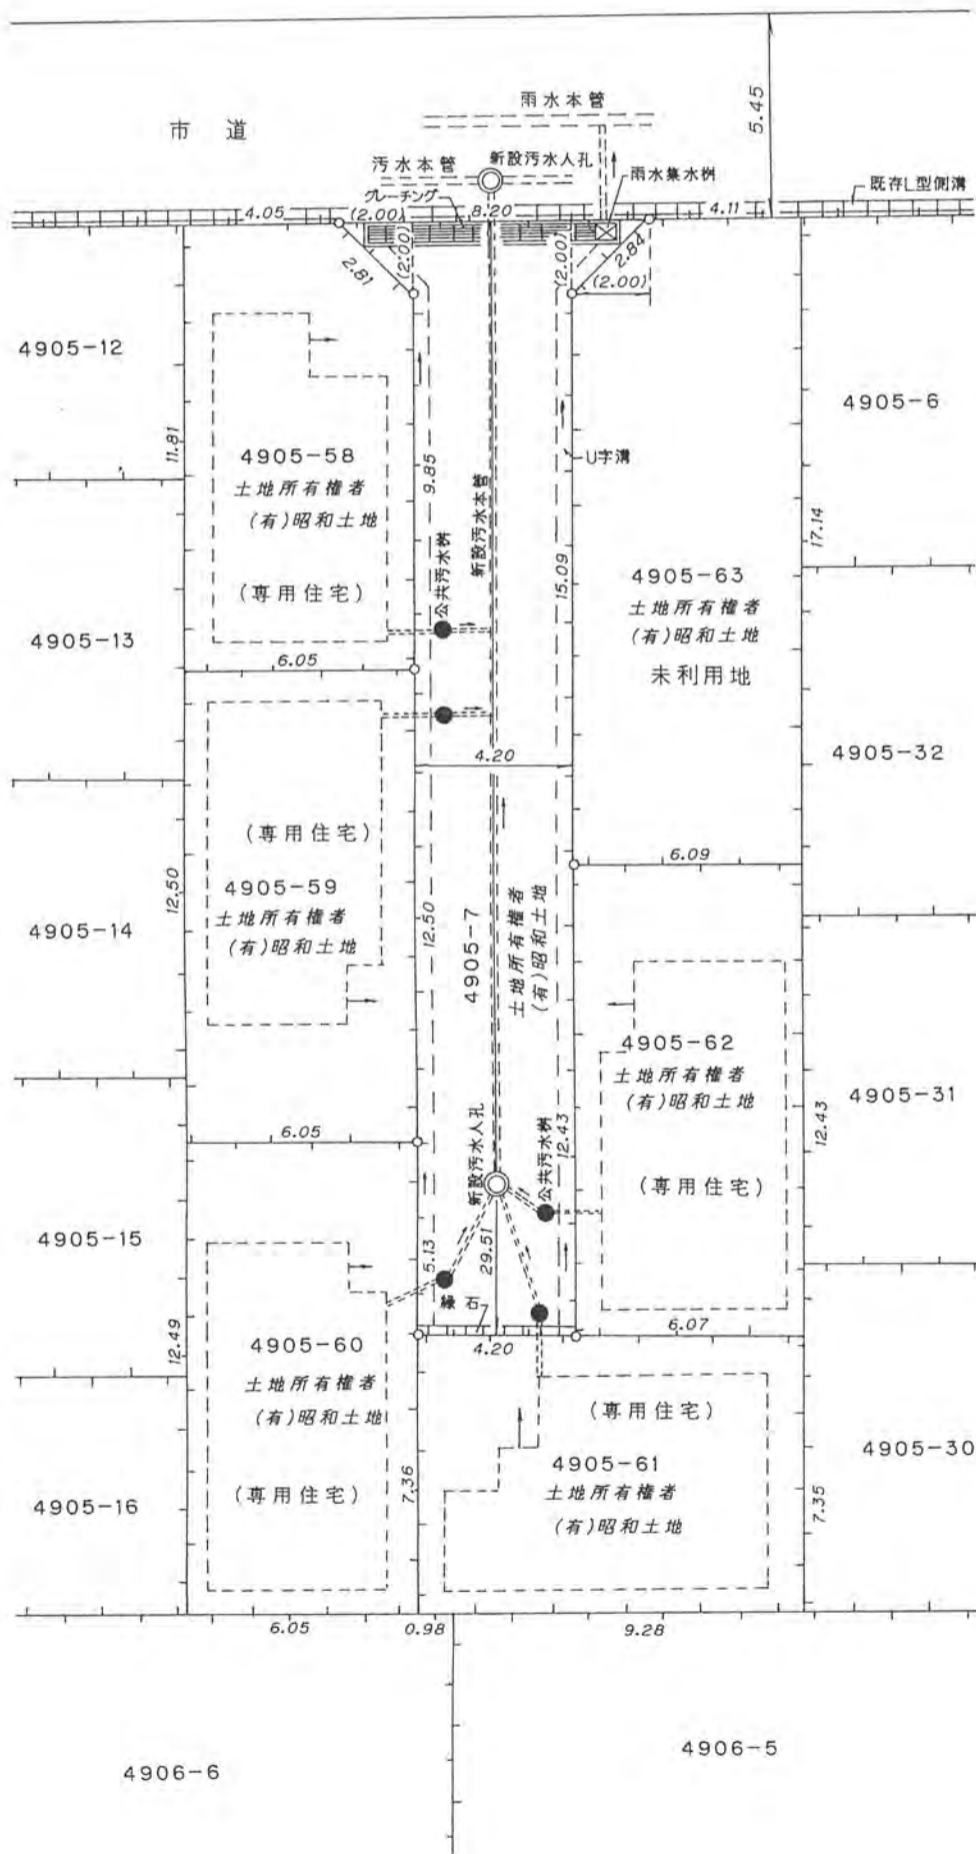 5.45
雨水本管
市 道
汚水本管
新設汚水人孔
雨水集水桝
グレーチング
既存L型側溝
4.05
(2.00)
8.20
4.11
(2.00)
(2.00)
2.81
2.84
(2.00)
4905-12
4905-6
11.81
4905-58
土地所有権者
(有)昭和土地
(専用住宅)
9.85
新設汚水本管
公共汚水桝
U字溝
15.09
17.14
4905-63
土地所有権者
(有)昭和土地
未利用地
4905-13
6.05
4.20
4905-32
(専用住宅)
4905-59
土地所有権者
(有)昭和土地
12.50
12.50
4905-14
4905-7
土地所有権者
(有)昭和土地
6.09
4905-62
土地所有権者
(有)昭和土地
(専用住宅)
12.43
12.43
4905-31
6.05
新設汚水人孔
公共汚水桝
4905-15
5.13
29.51
縁石
4.20
6.07
12.49
4905-60
土地所有権者
(有)昭和土地
(専用住宅)
(専用住宅)
4905-61
土地所有権者
(有)昭和土地
4905-30
7.36
7.35
4905-16
6.05
0.98
9.28
4906-6
4906-5